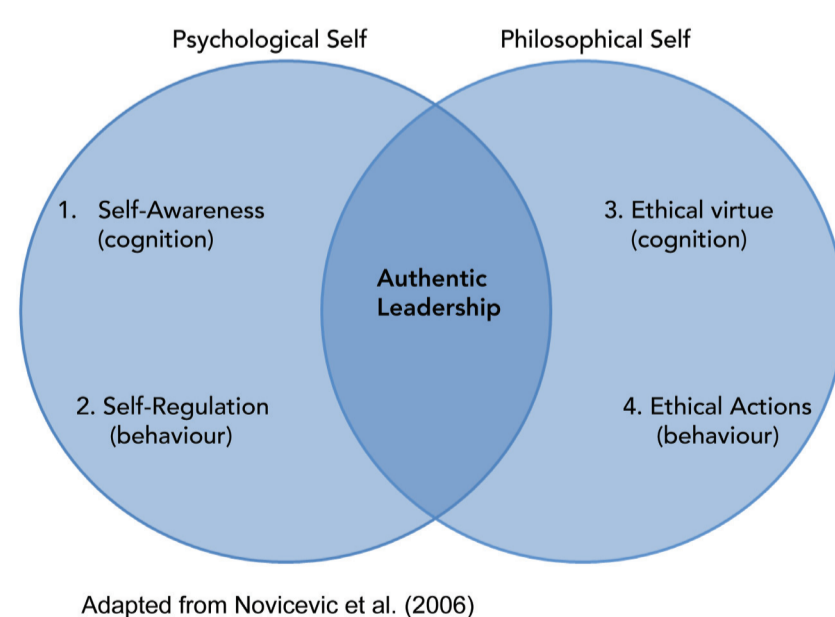 Psychological Self
Philosophical Self
1. Self-Awareness
(cognition)
3. Ethical virtue
(cognition)
Authentic
Leadership
2. Self-Regulation
(behaviour)
4. Ethical Actions
(behaviour)
Adapted from Novicevic et al. (2006)